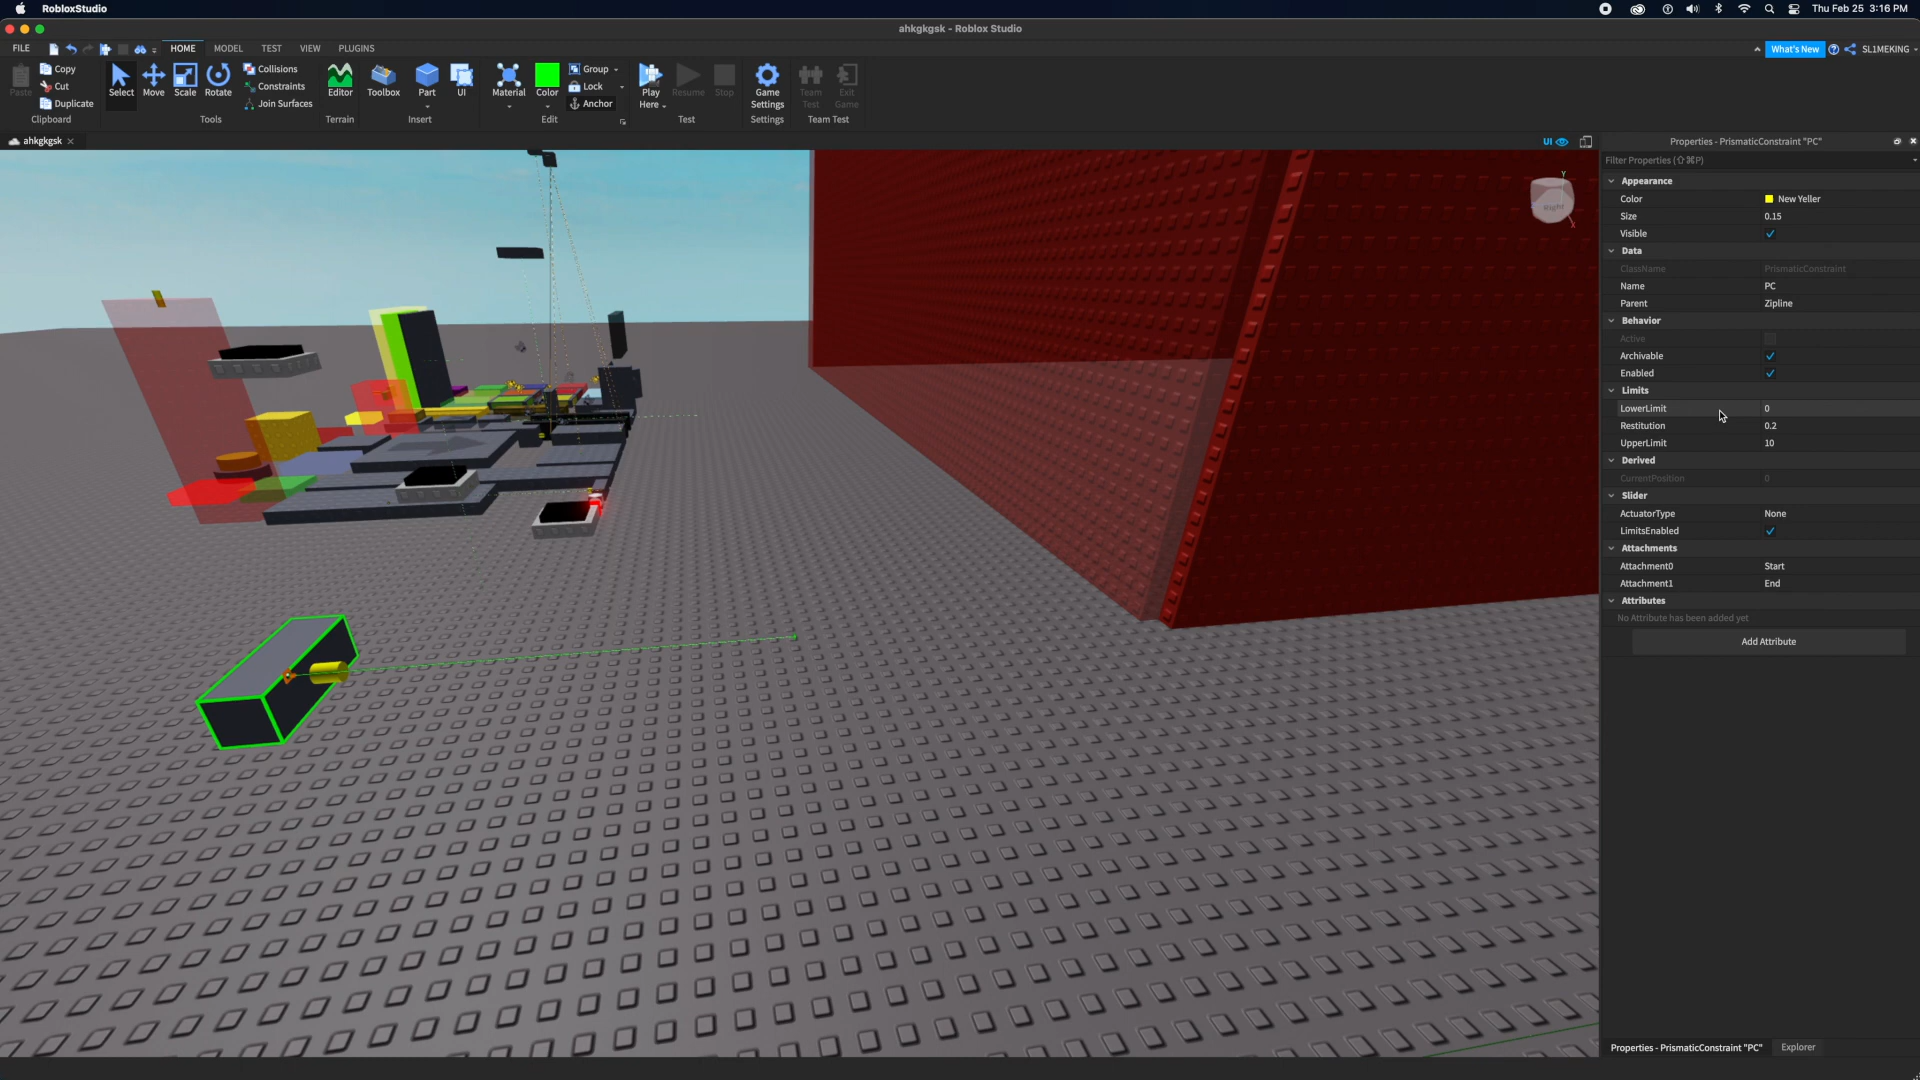 RobloxStudio
Thu Feb 25 3:16 PM
ahkgkgsk - Roblox Studio
FILE HOME MODEL TEST VIEW PLUGINS
What's New SL1MEKING
Paste Copy Cut Duplicate
Select Move Scale Rotate
Collisions
Constraints
Join Surfaces
Editor Toolbox Part UI
Material Color
Group
Lock
Anchor
Play Here Resume Stop
Game Settings
Team Test
Exit Game
Clipboard Tools Terrain Insert Edit Test Settings Team Test
ahkgkgsk
UI
Right
Y
X
Properties - PrismaticConstraint "PC"
Filter Properties (⇧⌘P)
Appearance
Color New Yeller
Size 0.15
Visible
Data
ClassName PrismaticConstraint
Name PC
Parent Zipline
Behavior
Active
Archivable
Enabled
Limits
LowerLimit 0
Restitution 0.2
UpperLimit 10
Derived
CurrentPosition 0
Slider
ActuatorType None
LimitsEnabled
Attachments
Attachment0 Start
Attachment1 End
Attributes
No Attribute has been added yet
Add Attribute
Properties - PrismaticConstraint "PC" Explorer